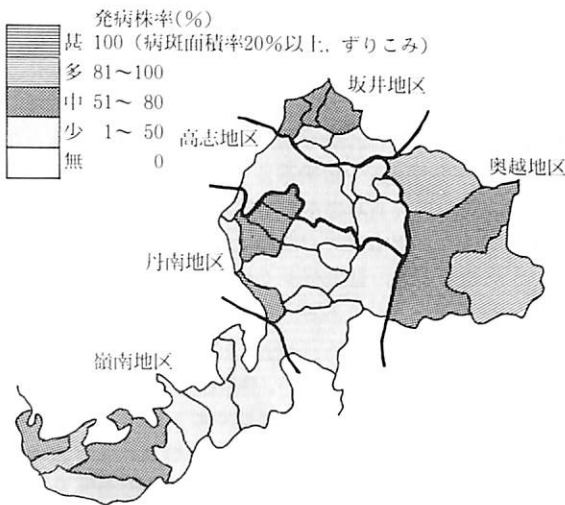 発病株率(%)
甚 100 (病斑面積率20%以上, ずりこみ)
多 81～100
中 51～ 80
少 1～ 50
無 0
坂井地区
高志地区
奥越地区
丹南地区
嶺南地区